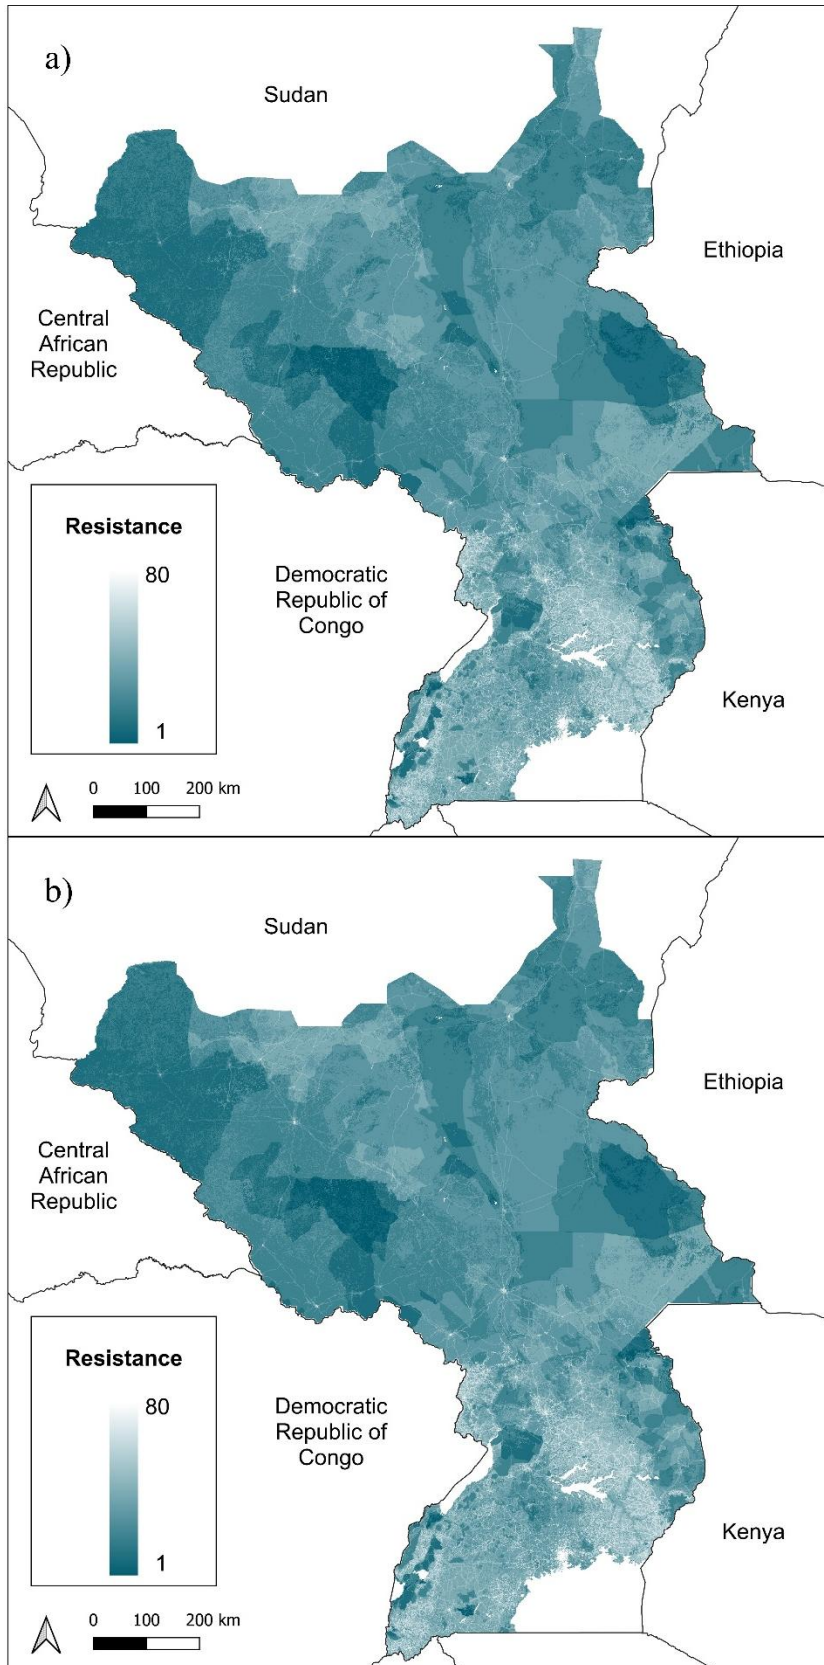 a)
Sudan
Ethiopia
Central
African
Republic
Resistance
80
1
Democratic
Republic of
Congo
Kenya
0 100 200 km
b)
Sudan
Ethiopia
Central
African
Republic
Resistance
80
1
Democratic
Republic of
Congo
Kenya
0 100 200 km